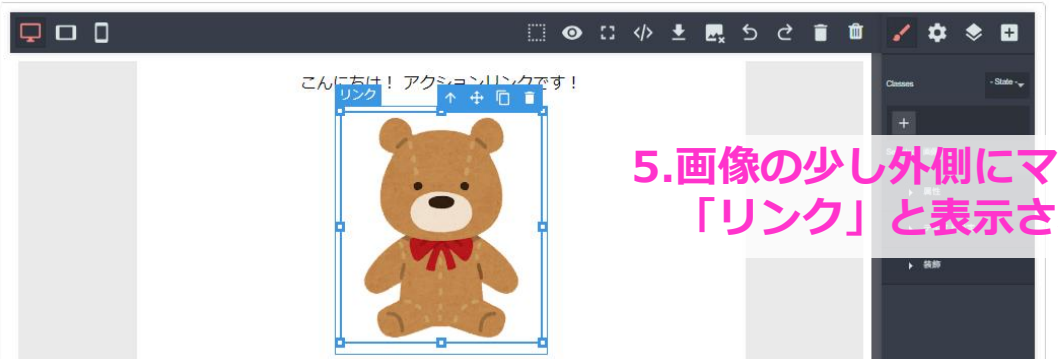 こんにちは！ アクションリンクです！
リンク
Classes
- State -
5.画像の少し外側にマ
「リンク」と表示さ
属性
装飾